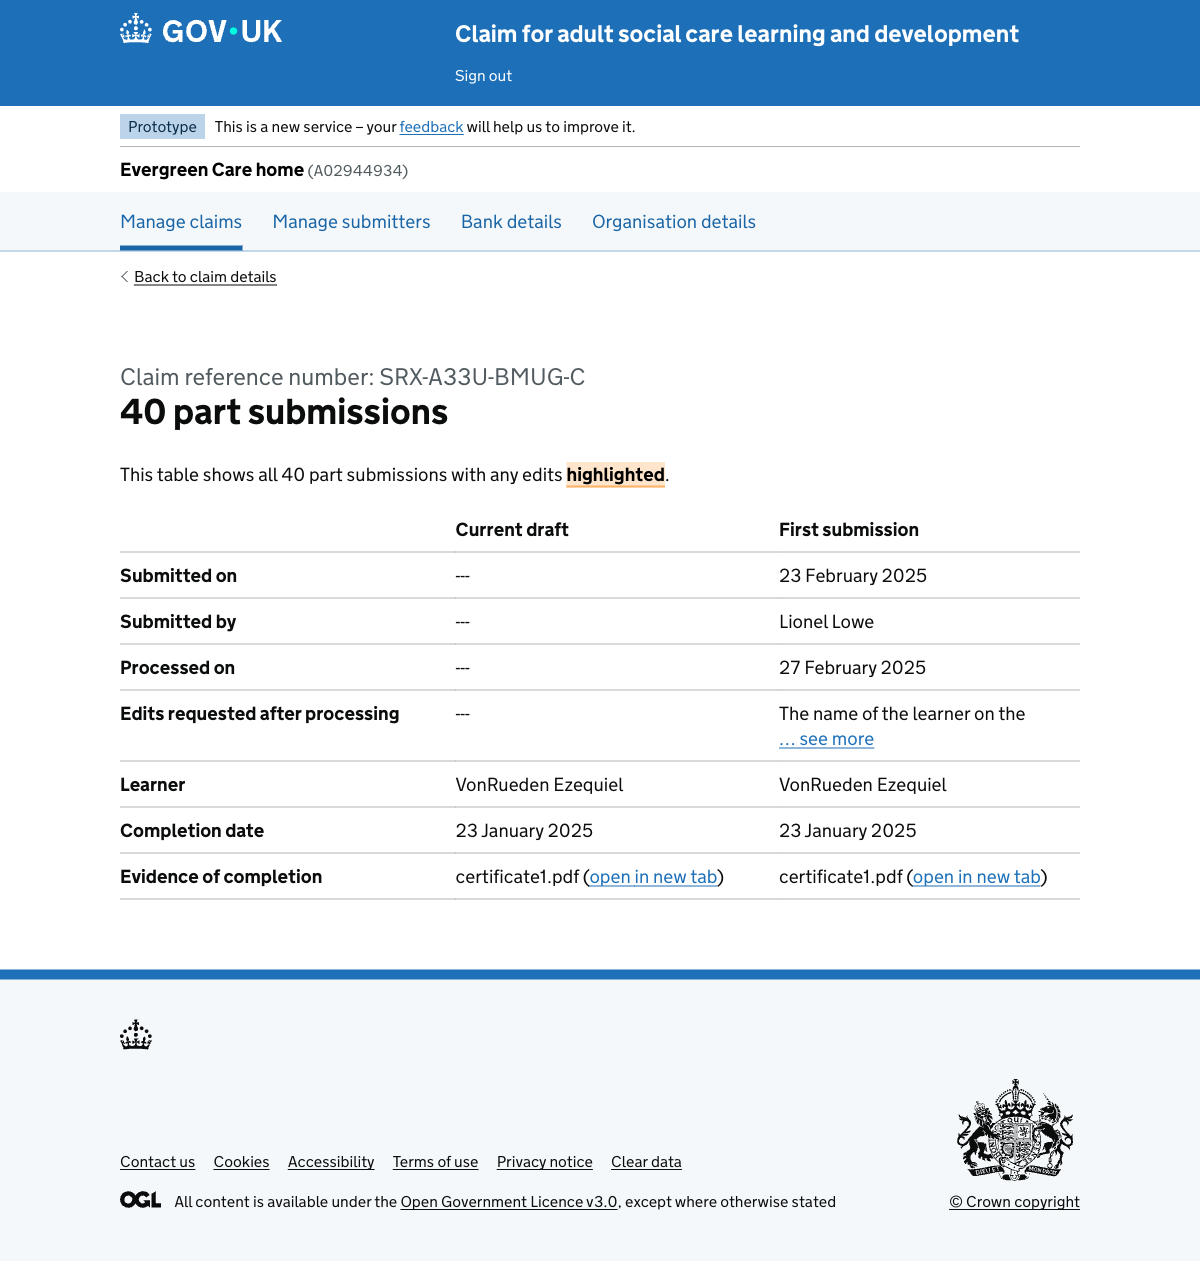 GOV·UK
Claim for adult social care learning and development
Sign out
Prototype This is a new service – your feedback will help us to improve it.
Evergreen Care home (A02944934)
Manage claims Manage submitters Bank details Organisation details
Back to claim details
Claim reference number: SRX-A33U-BMUG-C
40 part submissions
This table shows all 40 part submissions with any edits highlighted.
Current draft First submission
Submitted on --- 23 February 2025
Submitted by --- Lionel Lowe
Processed on --- 27 February 2025
Edits requested after processing --- The name of the learner on the
… see more
Learner VonRueden Ezequiel VonRueden Ezequiel
Completion date 23 January 2025 23 January 2025
Evidence of completion certificate1.pdf (open in new tab) certificate1.pdf (open in new tab)
Contact us Cookies Accessibility Terms of use Privacy notice Clear data
OGL All content is available under the Open Government Licence v3.0, except where otherwise stated
© Crown copyright